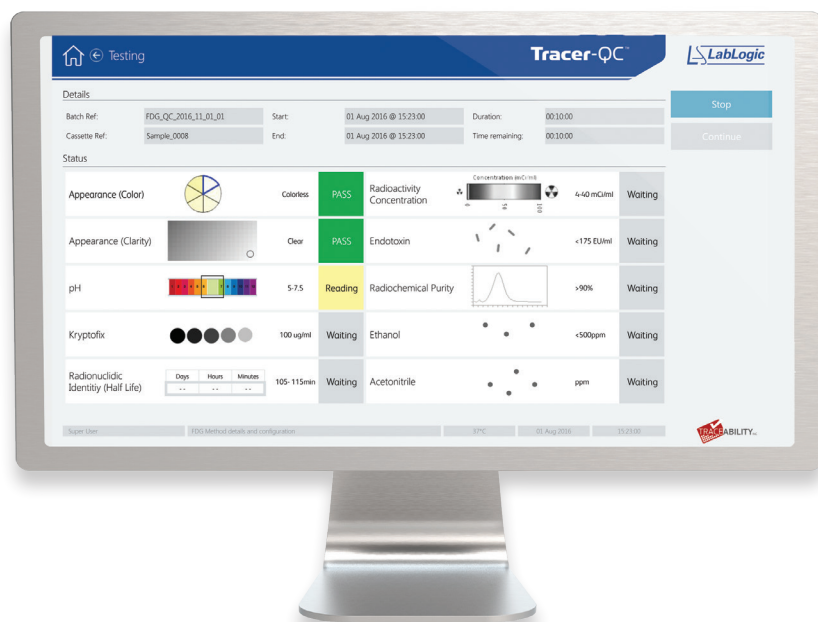 Testing
Tracer-QC™
LabLogic
Details
Batch Ref: FDG_QC_2016_11_01_01 Start: 01 Aug 2016 @ 15:23:00 Duration: 00:10:00
Cassette Ref: Sample_0008 End: 01 Aug 2016 @ 15:23:00 Time remaining: 00:10:00
Stop
Continue
Status
Appearance (Color) Colorless PASS
Radioactivity Concentration Concentration (mCi/ml) 0 50 100 4-40 mCi/ml Waiting
Appearance (Clarity) Clear PASS
Endotoxin <175 EU/ml Waiting
pH 5-7.5 Reading
Radiochemical Purity >90% Waiting
Kryptofix 100 ug/ml Waiting
Ethanol <500ppm Waiting
Radionuclidic
Identitiy (Half Life) Days Hours Minutes
-- -- -- 105-115min Waiting
Acetonitrile ppm Waiting
Super User FDG Method details and configuration 37°C 01 Aug 2016 15:23:00
TRACEABILITY